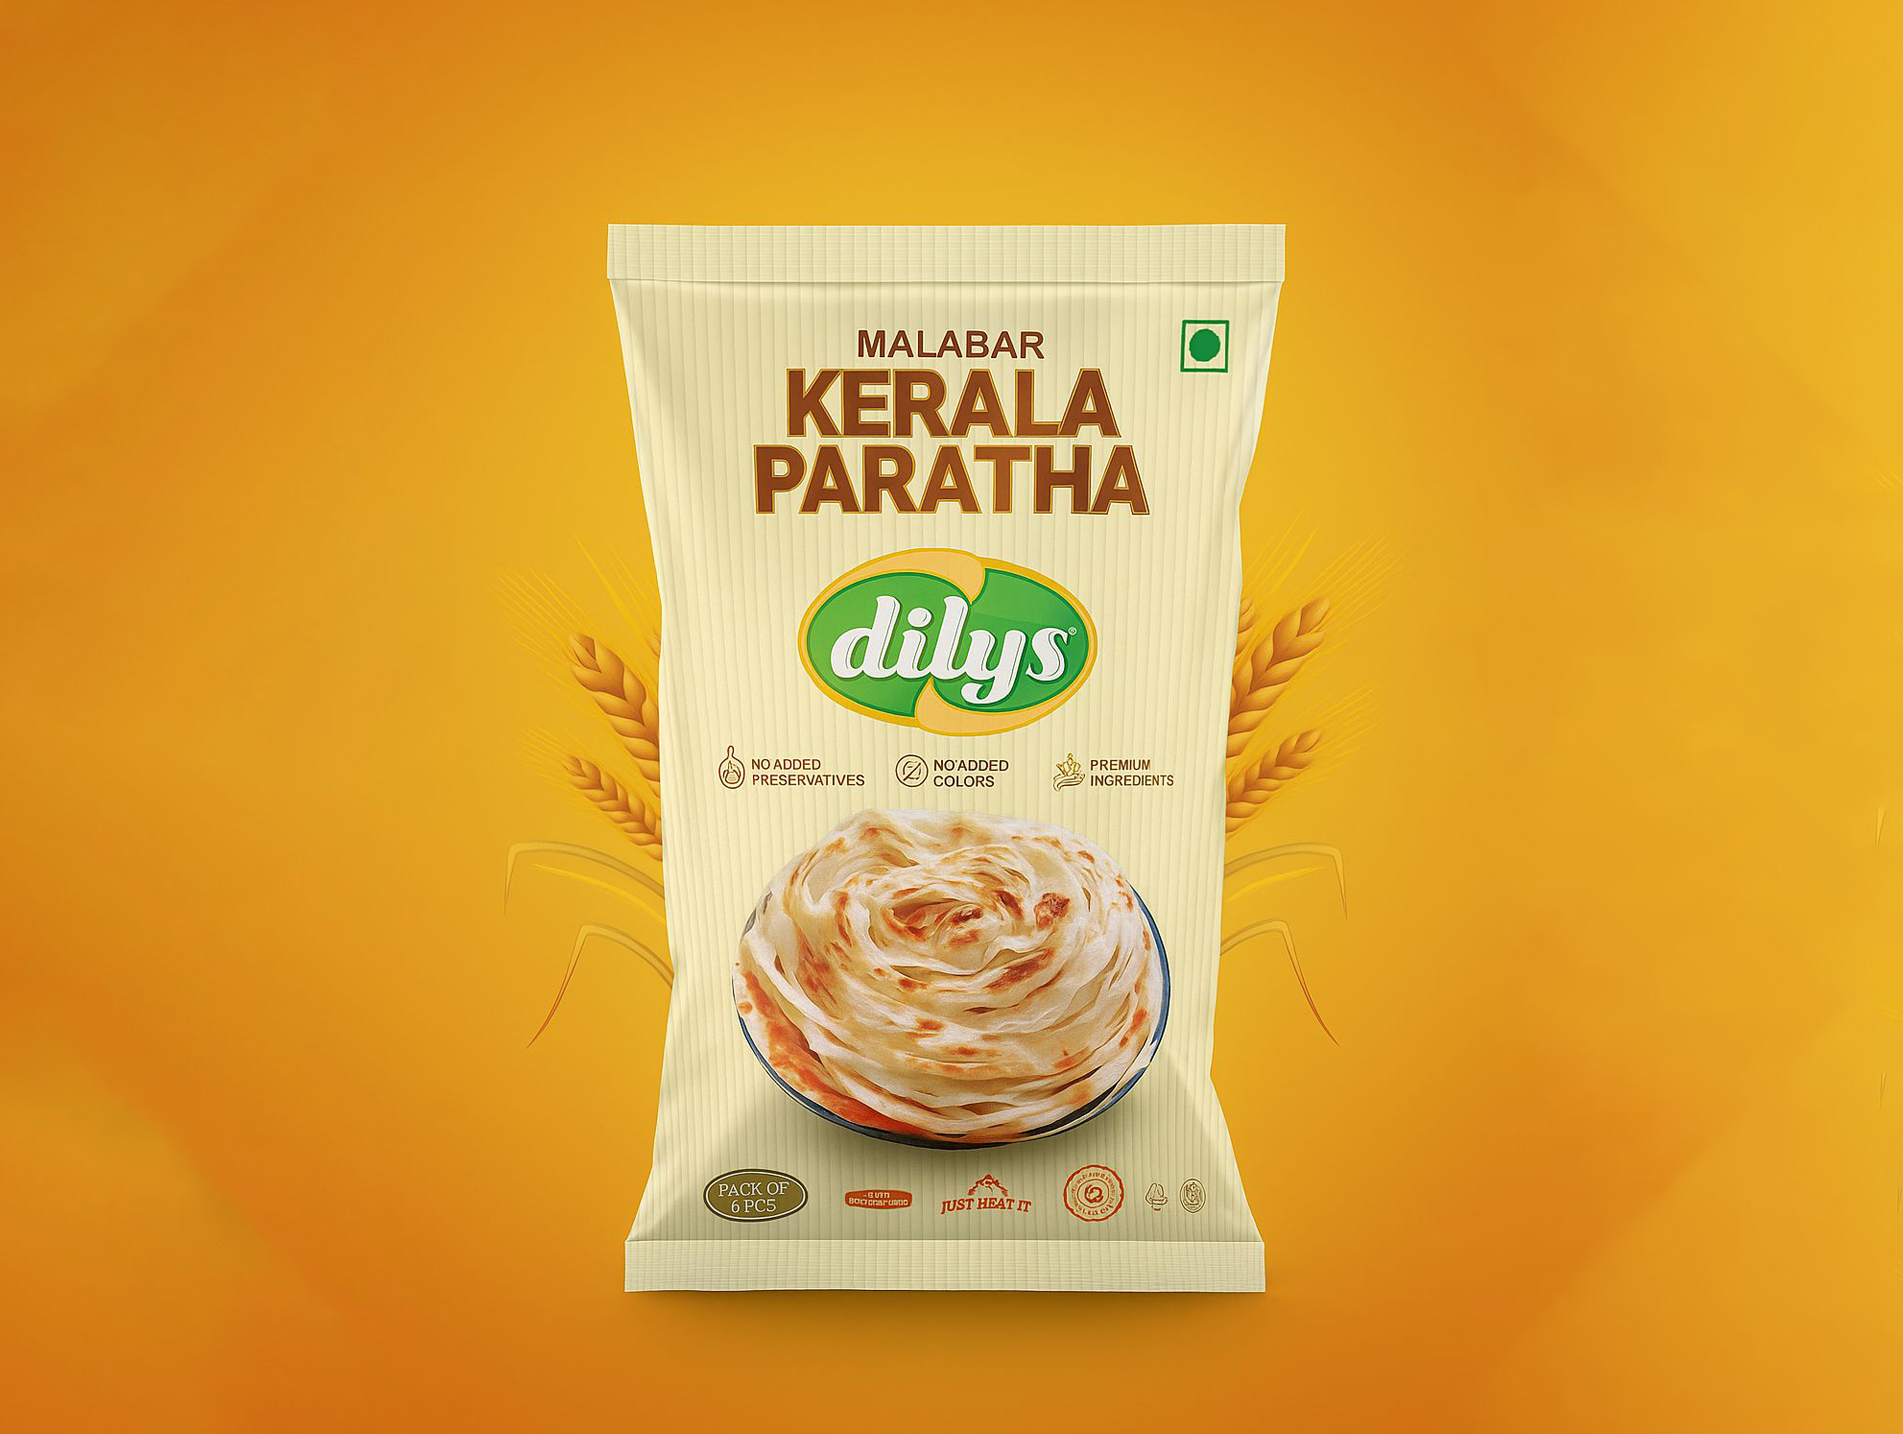 MALABAR
KERALA
PARATHA
dilys®
NO ADDED
PRESERVATIVES
NO'ADDED
COLORS
PREMIUM
INGREDIENTS
PACK OF
6 PC5
JUST HEAT IT